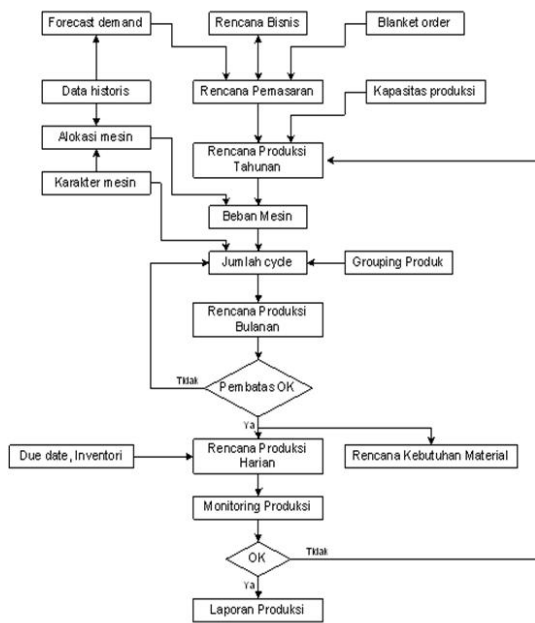 Forecast demand
Rencana Bisnis
Blanket order
Data historis
Rencana Pemasaran
Kapasitas produksi
Alokasi mesin
Rencana Produksi
Tahunan
Karakter mesin
Beban Mesin
Jumlah cycle
Grouping Produk
Rencana Produksi
Bulanan
Tidak
Pembatas OK
Ya
Due date, Inventori
Rencana Produksi
Harian
Rencana Kebutuhan Material
Monitoring Produksi
OK
Tidak
Ya
Laporan Produksi